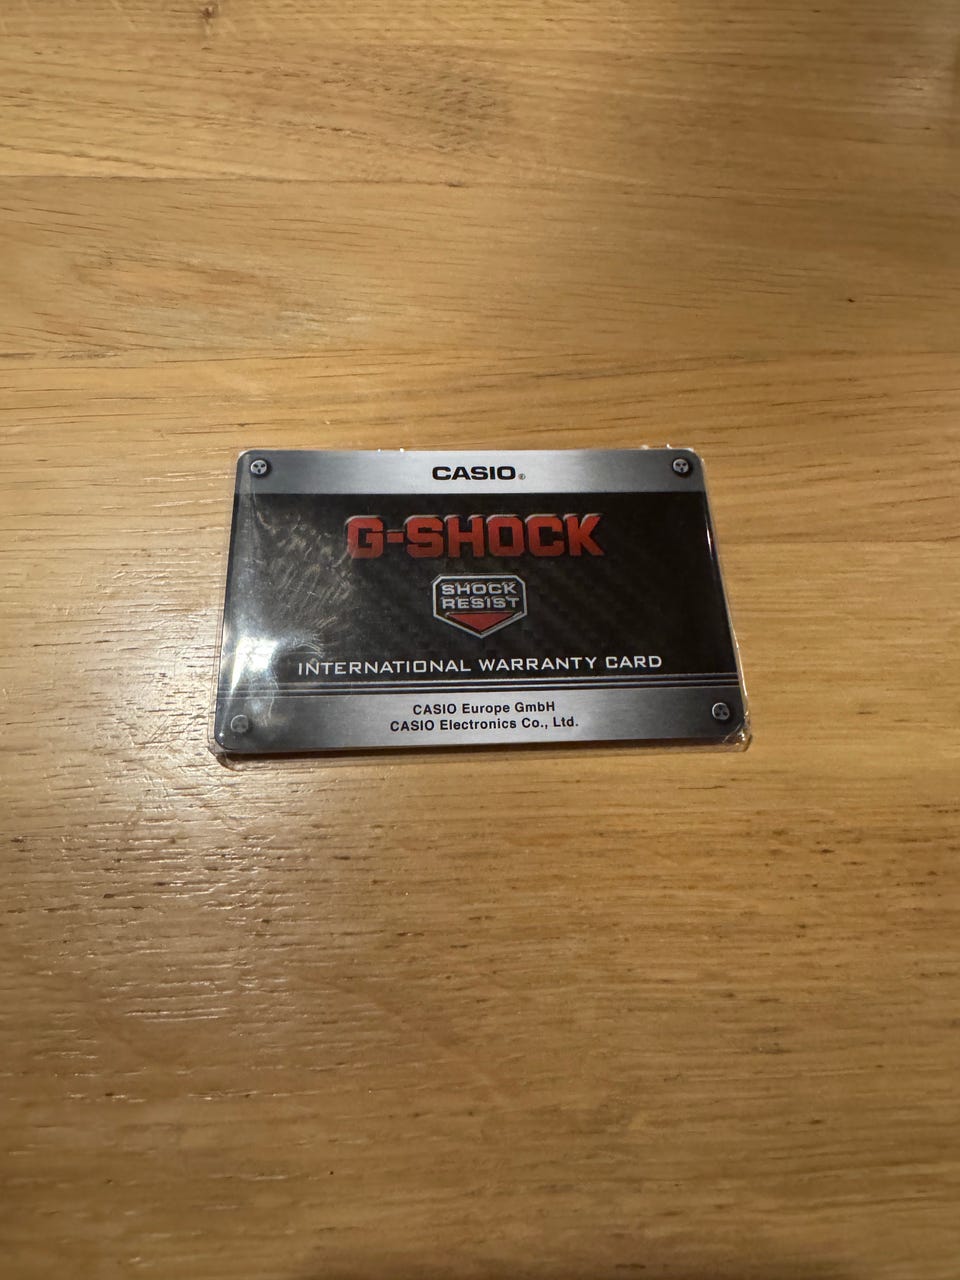 CASIO®
G-SHOCK
SHOCK
RESIST
INTERNATIONAL WARRANTY CARD
CASIO Europe GmbH
CASIO Electronics Co., Ltd.